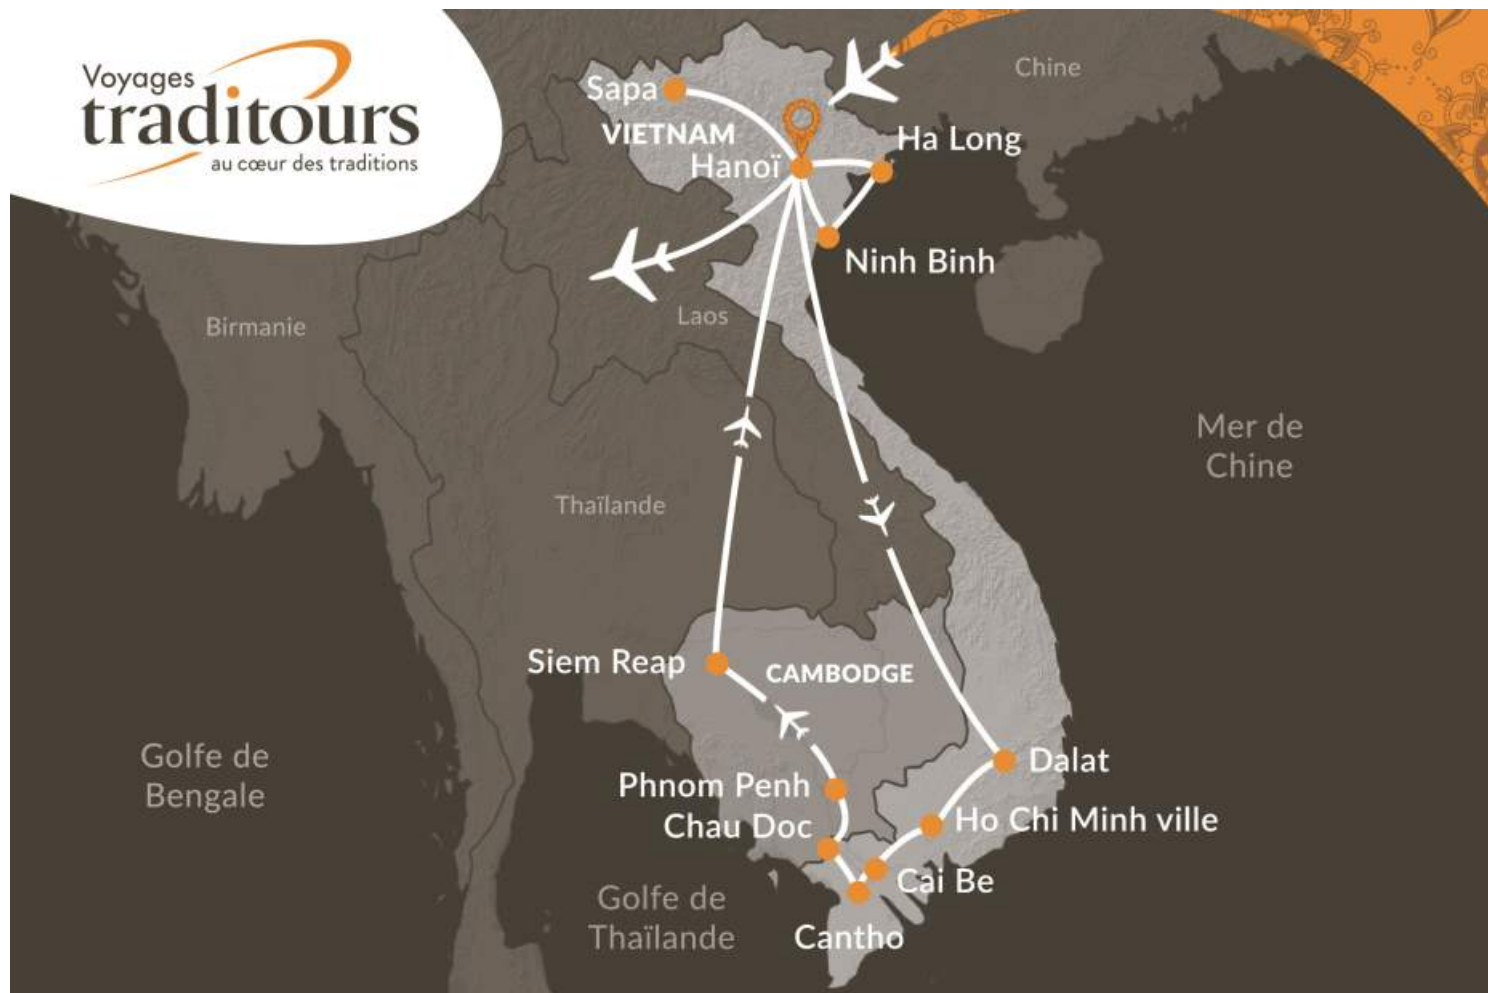 Voyages
traditours
au cœur des traditions
Chine
Sapa
VIETNAM
Hanoï
Ha Long
Ninh Binh
Laos
Birmanie
Mer de
Chine
Thaïlande
Siem Reap
CAMBODGE
Golfe de
Bengale
Dalat
Phnom Penh
Ho Chi Minh ville
Chau Doc
Cai Be
Golfe de
Thaïlande
Cantho